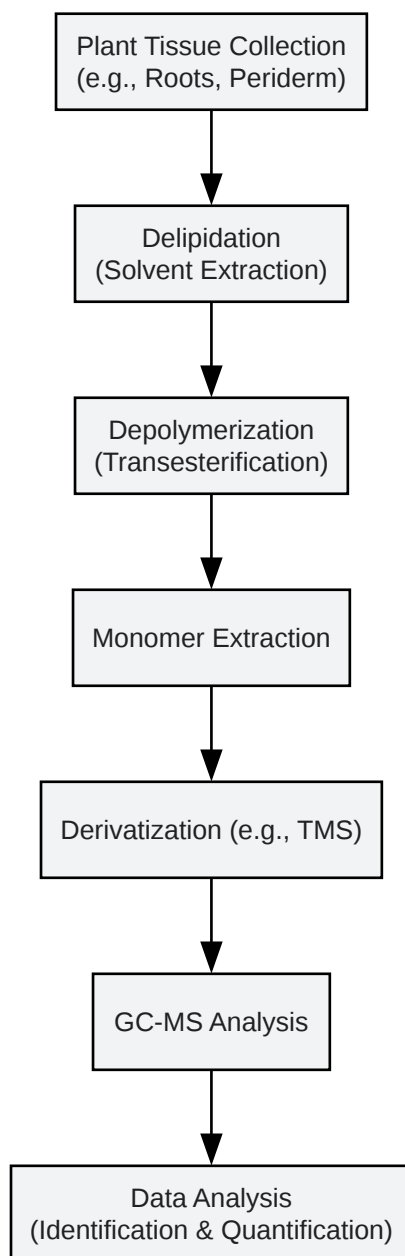 Plant Tissue Collection
(e.g., Roots, Periderm)
Delipidation
(Solvent Extraction)
Depolymerization
(Transesterification)
Monomer Extraction
Derivatization (e.g., TMS)
GC-MS Analysis
Data Analysis
(Identification & Quantification)